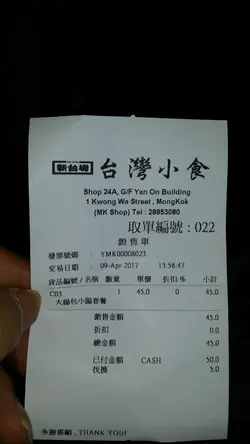 新台場 台灣小食
Shop 24A, G/F Yan On Building
1 Kwong Wa Street , MongKok
(MK Shop) Tel : 28853080
取單編號 : 022
銷售單
發票號碼 : YMK00008023
交易日期 : 09-Apr-2017 13:58:47
貨品編號/名稱 數量 單價 折扣-% 小計
C03 1 45.0 45.0
大腸包小腸套餐
銷售金額 45.0
折扣 0.0
總金額 45.0
已付金額 CASH 50.0
找換 5.0
多謝惠顧 , THANK YOU!